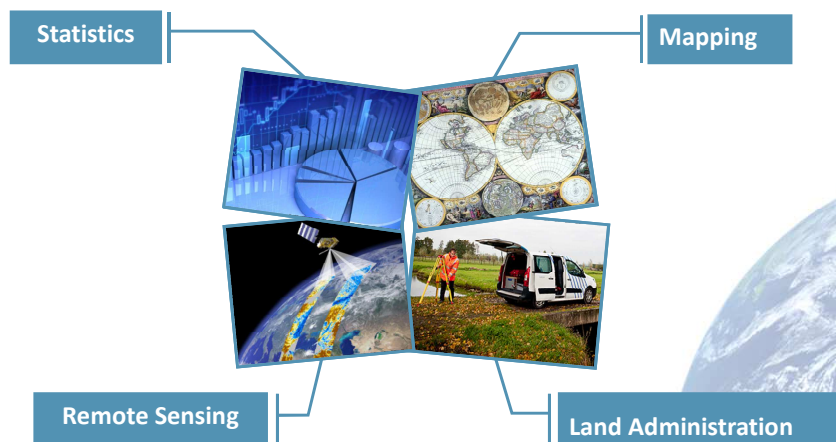 Statistics
Mapping
Remote Sensing
Land Administration